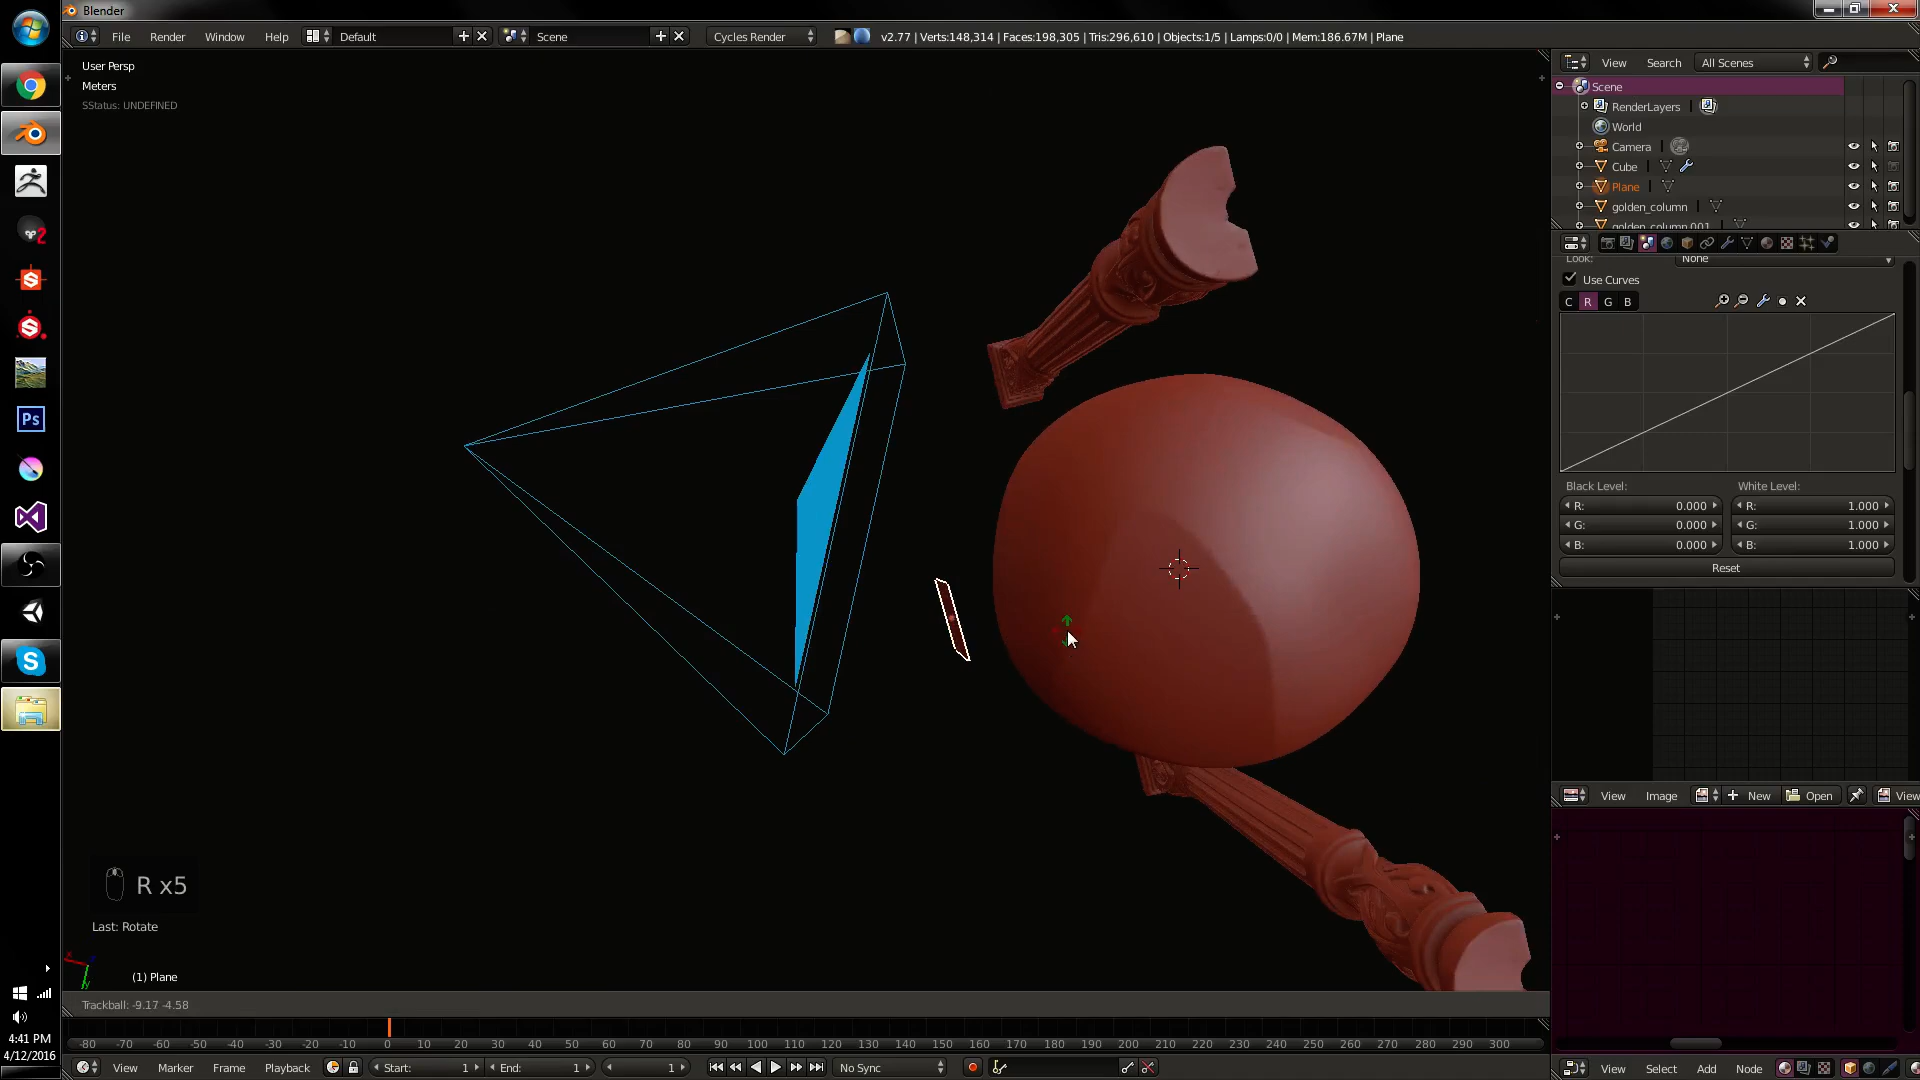 Blender
File Render Window Help Default Scene Cycles Render v2.77 | Verts:148,314 | Faces:198,305 | Tris:296,610 | Objects:1/5 | Lamps:0/0 | Mem:186.67M | Plane
User Persp
Meters
SStatus: UNDEFINED
View Search All Scenes
Scene
RenderLayers
World
Camera
Cube
Plane
golden_column
golden_column.001
Look: None
Use Curves
C R G B
Black Level: White Level:
R: 0.000 R: 1.000
G: 0.000 G: 1.000
B: 0.000 B: 1.000
Reset
View Image New Open View
Ps
2
R x5
Last: Rotate
(1) Plane
Trackball: -9.17 -4.58
-80 -70 -60 -50 -40 -30 -20 -10 0 10 20 30 40 50 60 70 80 90 100 110 120 130 140 150 160 170 180 190 200 210 220 230 240 250 260 270 280 290 300
View Marker Frame Playback Start: 1 End: 1 1 No Sync
View Select Add Node
4:41 PM
4/12/2016